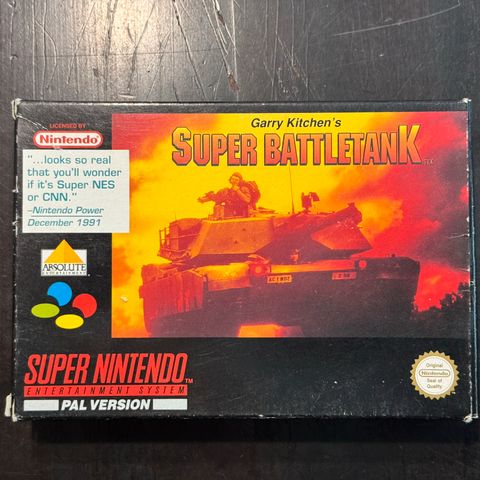 LICENSED BY
Nintendo
"...looks so real
that you'll wonder
if it's Super NES
or CNN."
-Nintendo Power
December 1991
Garry Kitchen's
SUPER BATTLETANK
ABSOLUTE
ENTERTAINMENT
SUPER NINTENDO
ENTERTAINMENT SYSTEM
PAL VERSION
Original
Nintendo
Seal of
Quality